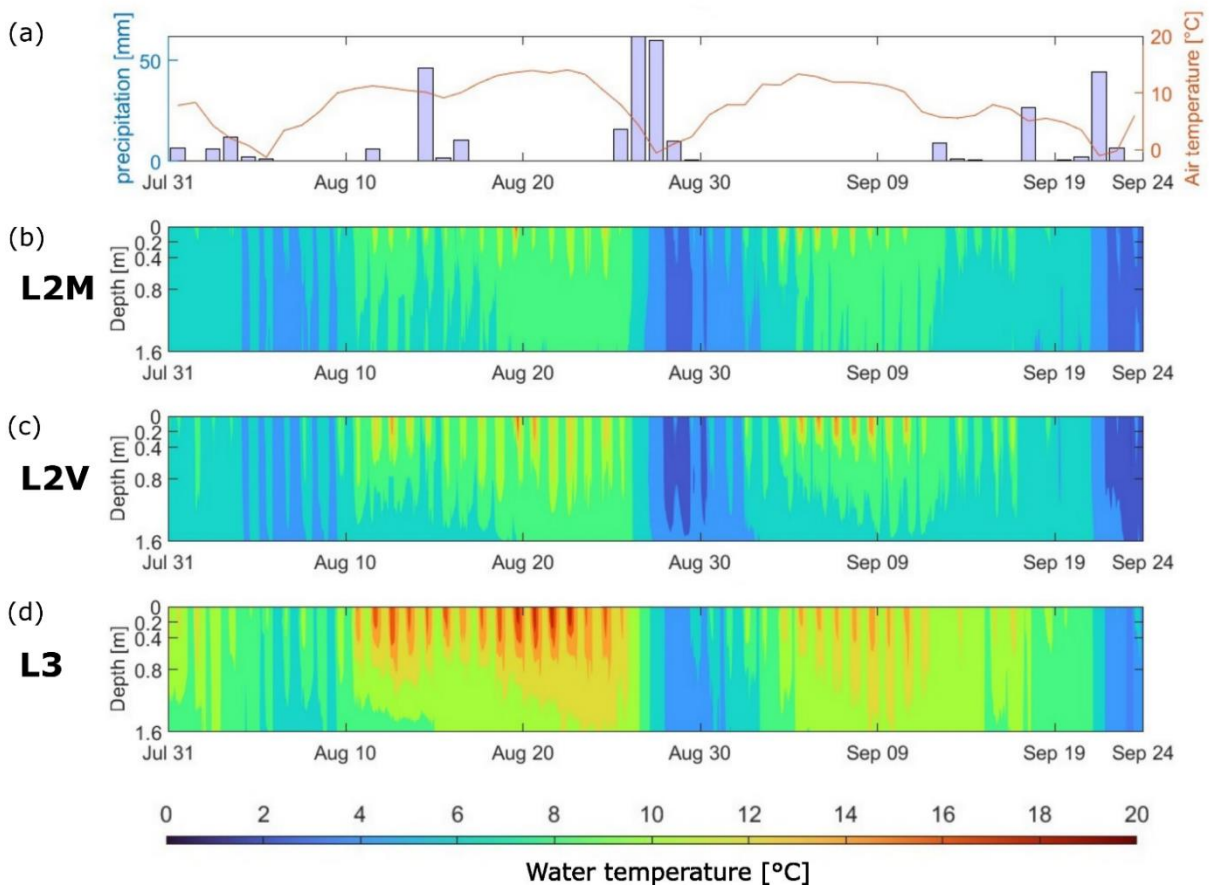 (a)
precipitation [mm]
50
0
20
10
0
Air temperature [°C]
Jul 31 Aug 10 Aug 20 Aug 30 Sep 09 Sep 19 Sep 24
(b)
L2M
Depth [m]
0
0.2
0.4
0.8
1.6
Jul 31 Aug 10 Aug 20 Aug 30 Sep 09 Sep 19 Sep 24
(c)
L2V
Depth [m]
0
0.2
0.4
0.8
1.6
Jul 31 Aug 10 Aug 20 Aug 30 Sep 09 Sep 19 Sep 24
(d)
L3
Depth [m]
0
0.2
0.4
0.8
1.6
Jul 31 Aug 10 Aug 20 Aug 30 Sep 09 Sep 19 Sep 24
0 2 4 6 8 10 12 14 16 18 20
Water temperature [°C]